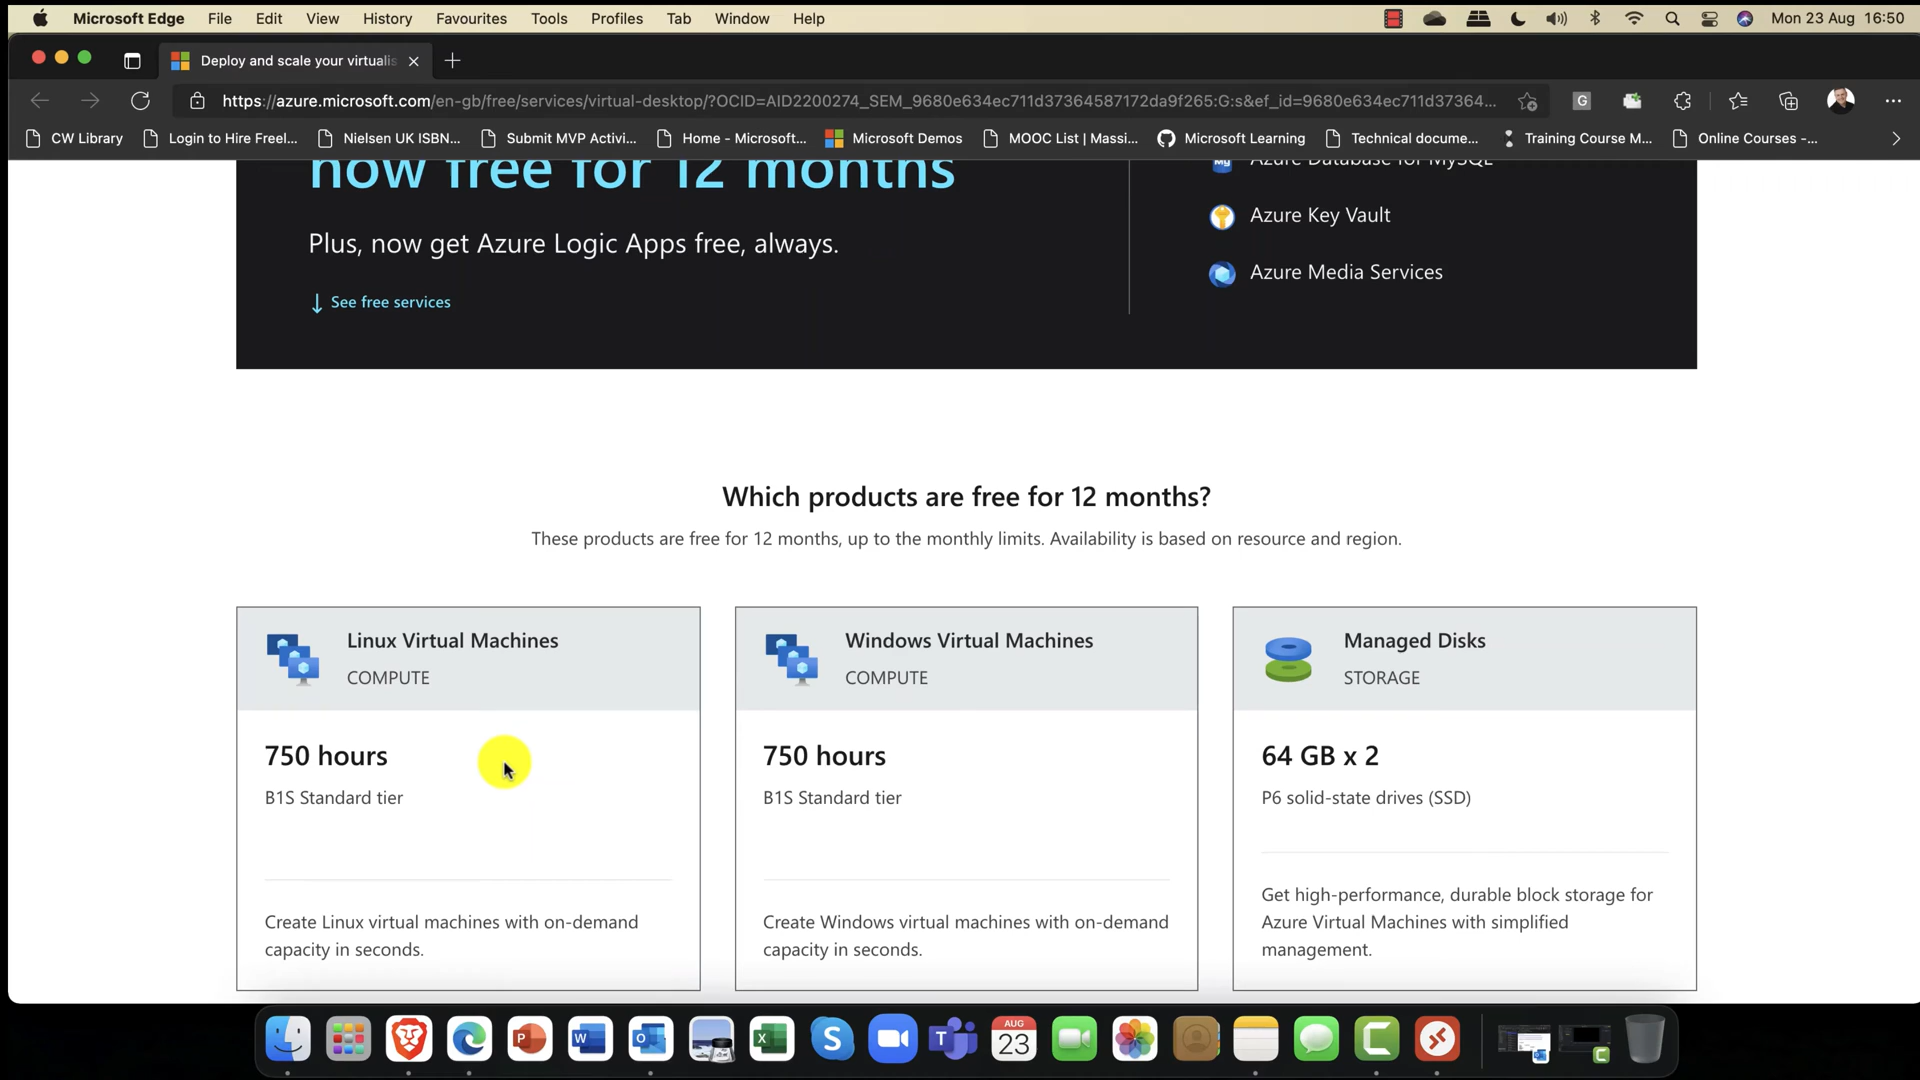 Microsoft Edge File Edit View History Favourites Tools Profiles Tab Window Help Mon 23 Aug 16:50
Deploy and scale your virtualis
https://azure.microsoft.com/en-gb/free/services/virtual-desktop/?OCID=AID2200274_SEM_9680e634ec711d37364587172da9f265:G:s&ef_id=9680e634ec711d37364...
G
CW Library Login to Hire Freel... Nielsen UK ISBN... Submit MVP Activi... Home - Microsoft... Microsoft Demos MOOC List | Massi... Microsoft Learning Technical docume... Training Course M... Online Courses -...
now free for 12 months
Plus, now get Azure Logic Apps free, always.
See free services
My Azure Database for MySQL
Azure Key Vault
Azure Media Services
Which products are free for 12 months?
These products are free for 12 months, up to the monthly limits. Availability is based on resource and region.
Linux Virtual Machines
COMPUTE
750 hours
B1S Standard tier
Create Linux virtual machines with on-demand
capacity in seconds.
Windows Virtual Machines
COMPUTE
750 hours
B1S Standard tier
Create Windows virtual machines with on-demand
capacity in seconds.
Managed Disks
STORAGE
64 GB x 2
P6 solid-state drives (SSD)
Get high-performance, durable block storage for
Azure Virtual Machines with simplified
management.
P W O X S T AUG 23 C